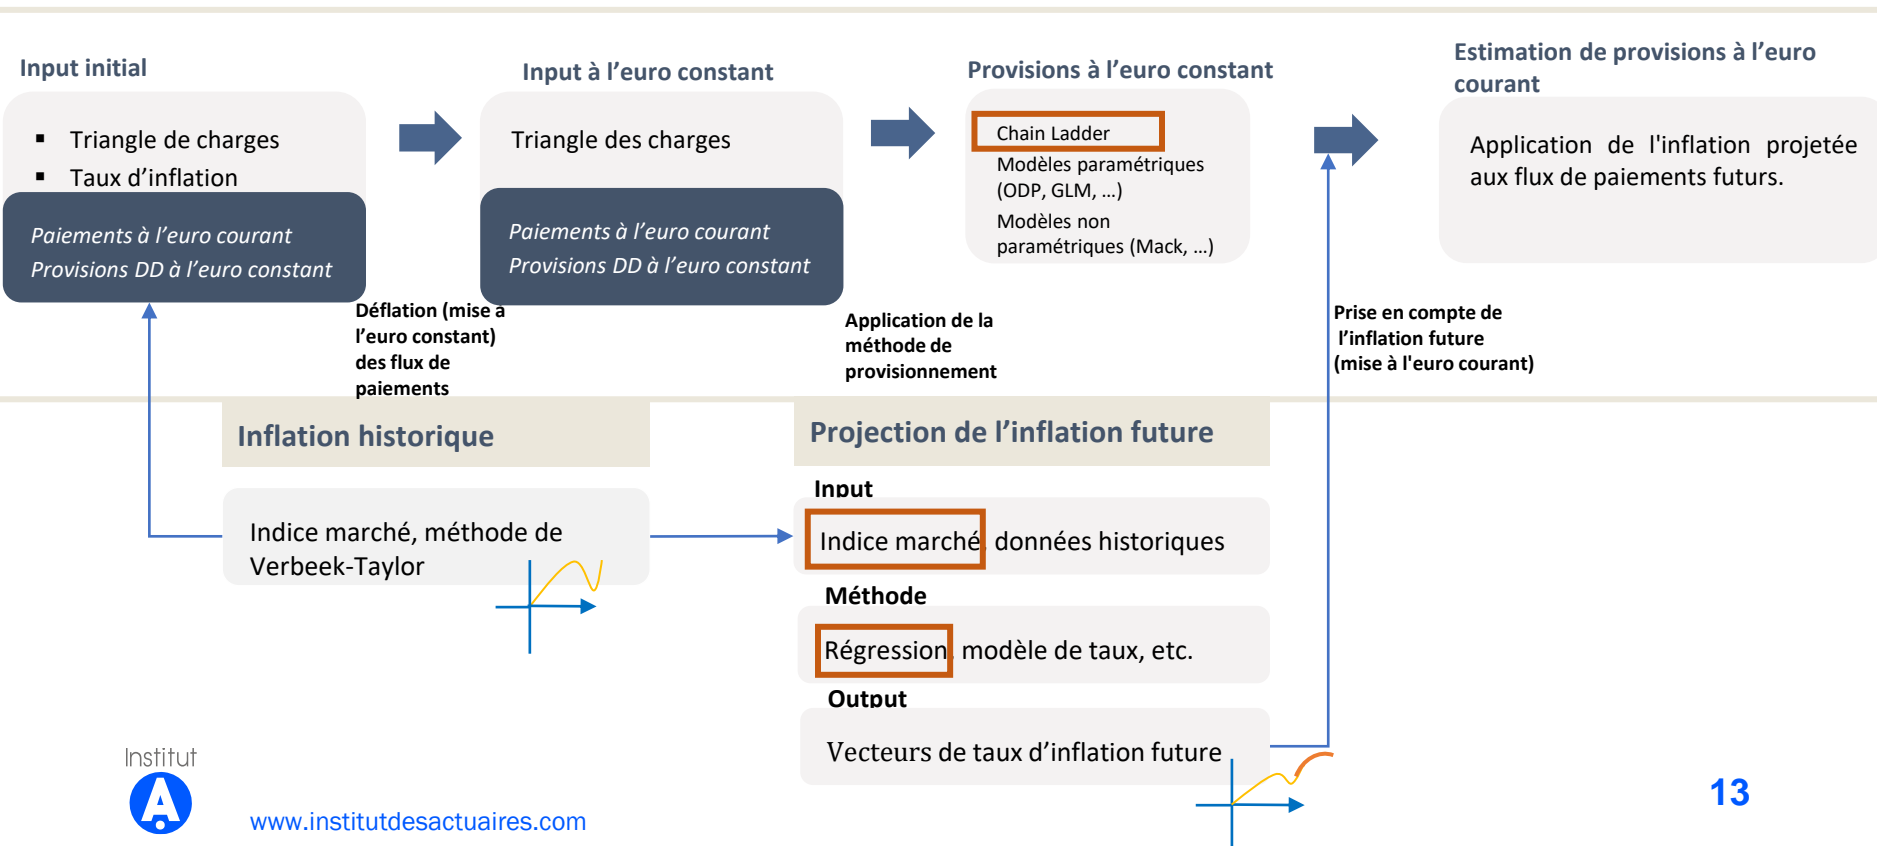 Input initial
▪ Triangle de charges
▪ Taux d’inflation
Paiements à l’euro courant
Provisions DD à l’euro constant
Déflation (mise à
l’euro constant)
des flux de
paiements
Input à l’euro constant
Triangle des charges
Paiements à l’euro courant
Provisions DD à l’euro constant
Application de la
méthode de
provisionnement
Provisions à l’euro constant
Chain Ladder
Modèles paramétriques
(ODP, GLM, …)
Modèles non
paramétriques (Mack, …)
Prise en compte de
l’inflation future
(mise à l'euro courant)
Estimation de provisions à l’euro
courant
Application de l'inflation projetée
aux flux de paiements futurs.
Inflation historique
Indice marché, méthode de
Verbeek-Taylor
Projection de l’inflation future
Input
Indice marché, données historiques
Méthode
Régression, modèle de taux, etc.
Output
Vecteurs de taux d’inflation future
Institut
A
www.institutdesactuaires.com
13